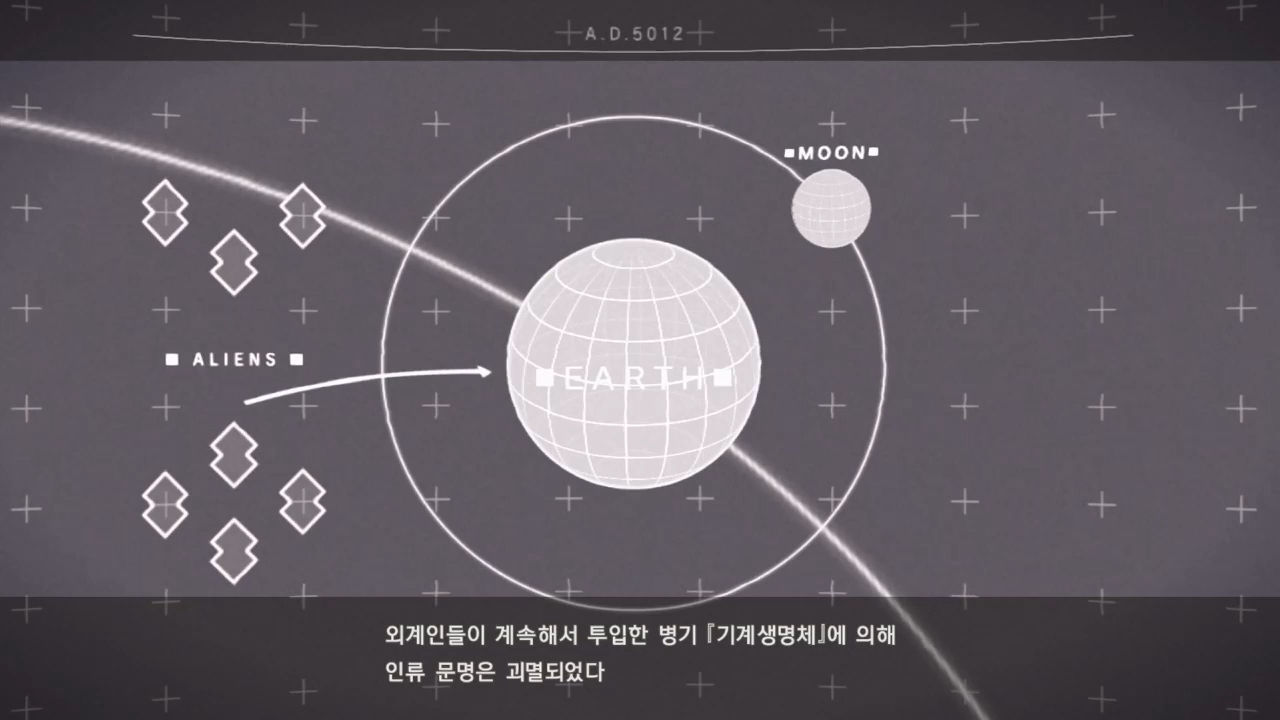 A.D.5012
■MOON■
■ ALIENS ■
■EARTH■
외계인들이 계속해서 투입한 병기 『기계생명체』에 의해
인류 문명은 괴멸되었다